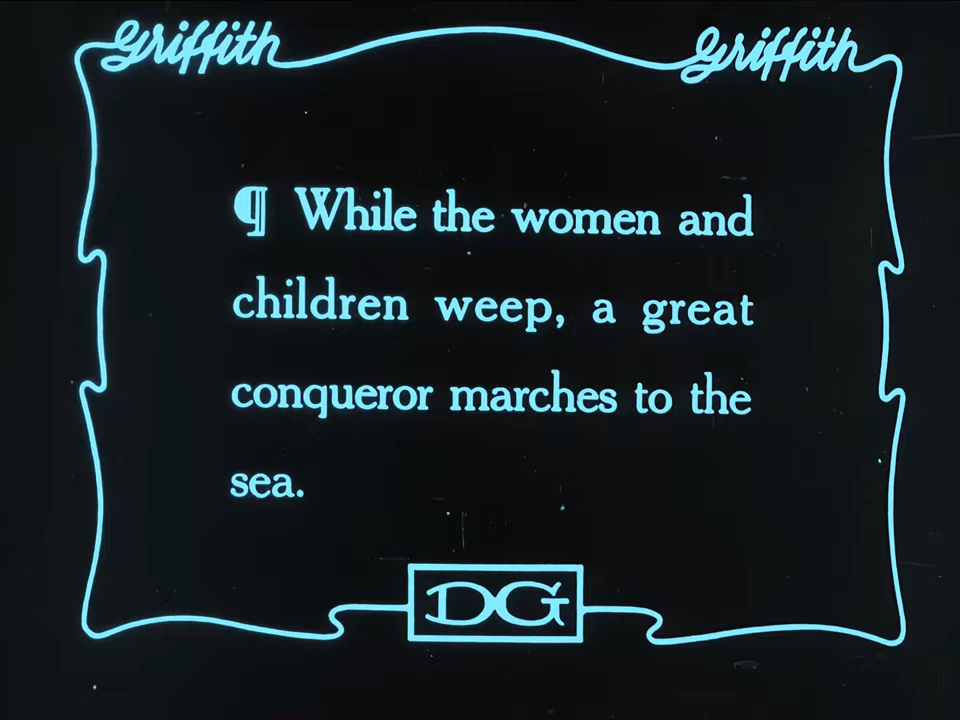 Griffith Griffith
¶ While the women and
children weep, a great
conqueror marches to the
sea.
DG